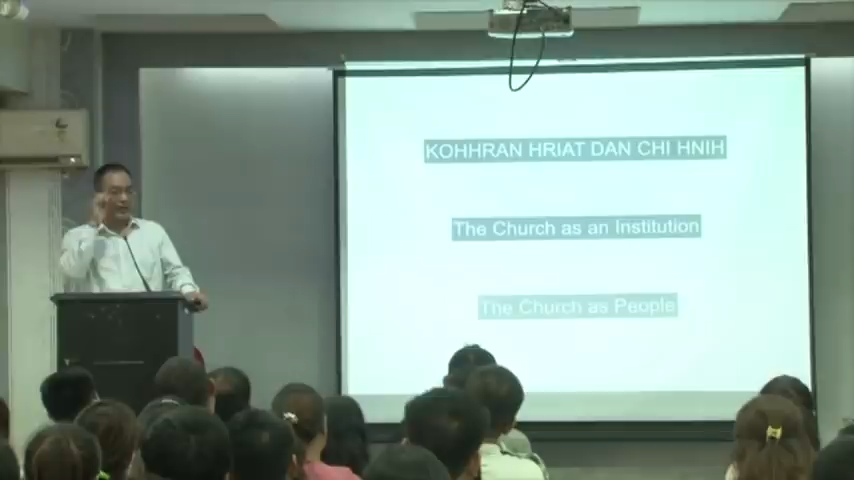 KOHHRAN HRIAT DAN CHI HNIH
The Church as an Institution
The Church as People